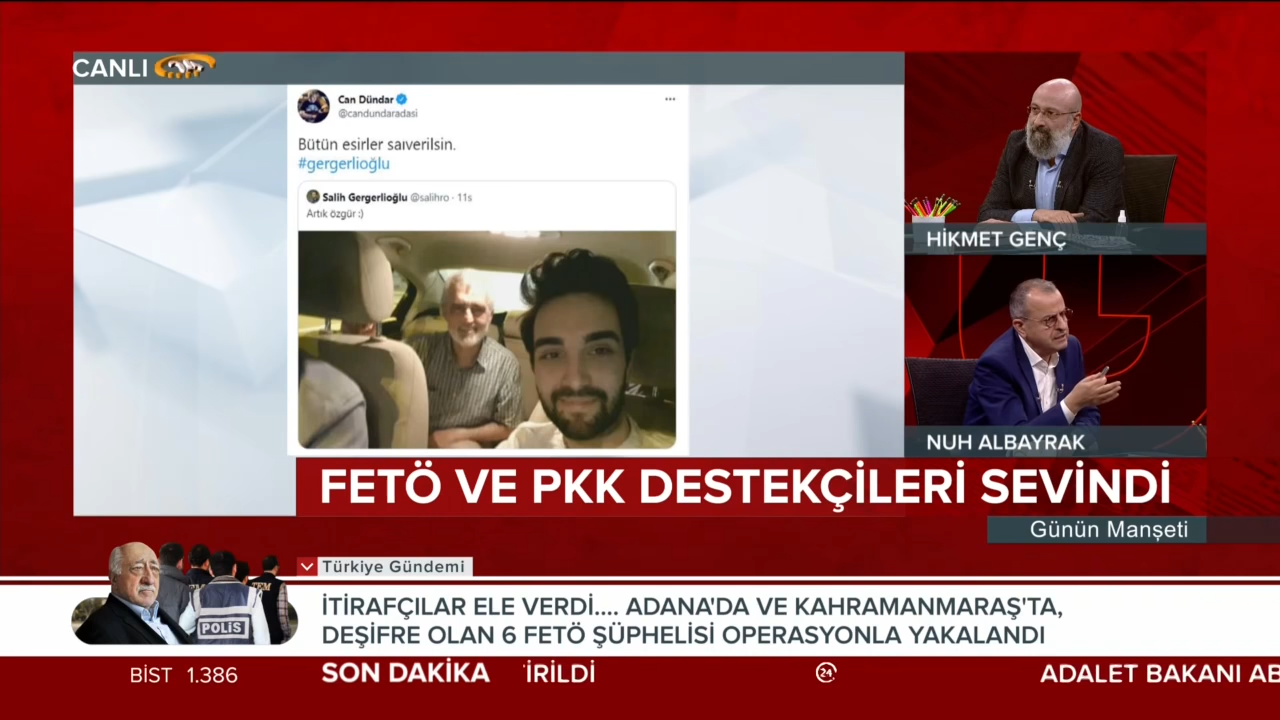 CANLI
Can Dündar
@candundaradasi
Bütün esirler saıverilsin.
#gergerlioğlu
Salih Gergerlioğlu @salihro · 11s
Artık özgür :)
HİKMET GENÇ
NUH ALBAYRAK
FETÖ VE PKK DESTEKÇİLERİ SEVİNDİ
Günün Manşeti
Türkiye Gündemi
İTİRAFÇILAR ELE VERDİ.... ADANA'DA VE KAHRAMANMARAŞ'TA,
DEŞİFRE OLAN 6 FETÖ ŞÜPHELİSİ OPERASYONLA YAKALANDI
POLİS
BİST 1.386
SON DAKİKA
İRİLDİ
24
ADALET BAKANI AB